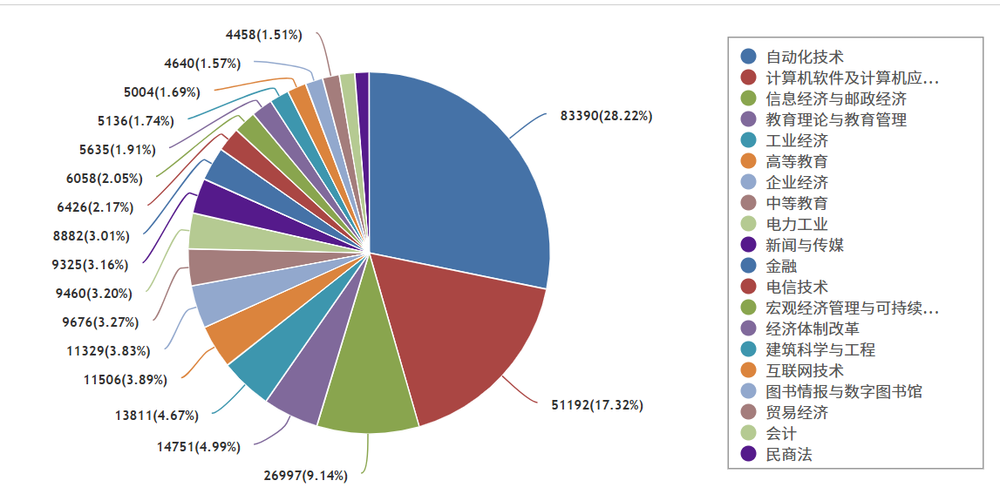 4458(1.51%)
4640(1.57%)
5004(1.69%)
5136(1.74%)
5635(1.91%)
6058(2.05%)
6426(2.17%)
8882(3.01%)
9325(3.16%)
9460(3.20%)
9676(3.27%)
11329(3.83%)
11506(3.89%)
13811(4.67%)
14751(4.99%)
26997(9.14%)
83390(28.22%)
51192(17.32%)
自动化技术
计算机软件及计算机应...
信息经济与邮政经济
教育理论与教育管理
工业经济
高等教育
企业经济
中等教育
电力工业
新闻与传媒
金融
电信技术
宏观经济管理与可持续...
经济体制改革
建筑科学与工程
互联网技术
图书情报与数字图书馆
贸易经济
会计
民商法